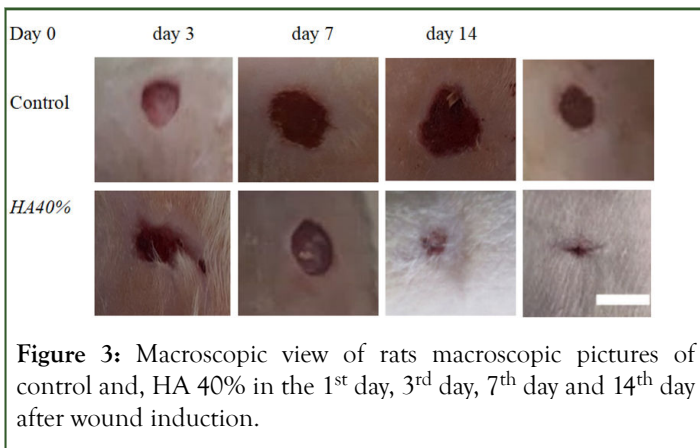 Day 0 day 3 day 7 day 14
Control
HA40%
Figure 3: Macroscopic view of rats macroscopic pictures of
control and, HA 40% in the 1st day, 3rd day, 7th day and 14th day
after wound induction.